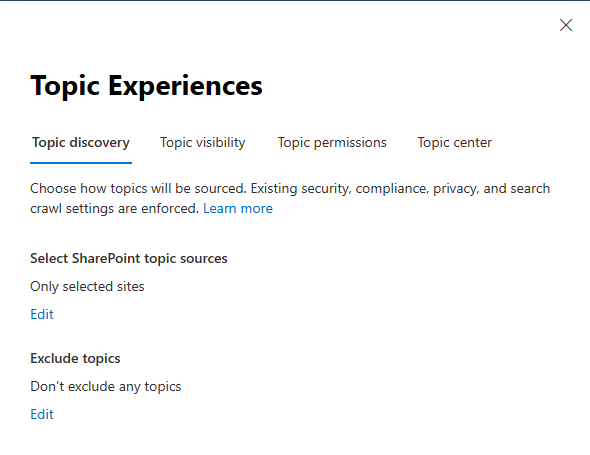 Topic Experiences
Topic discovery Topic visibility Topic permissions Topic center
Choose how topics will be sourced. Existing security, compliance, privacy, and search
crawl settings are enforced. Learn more
Select SharePoint topic sources
Only selected sites
Edit
Exclude topics
Don't exclude any topics
Edit